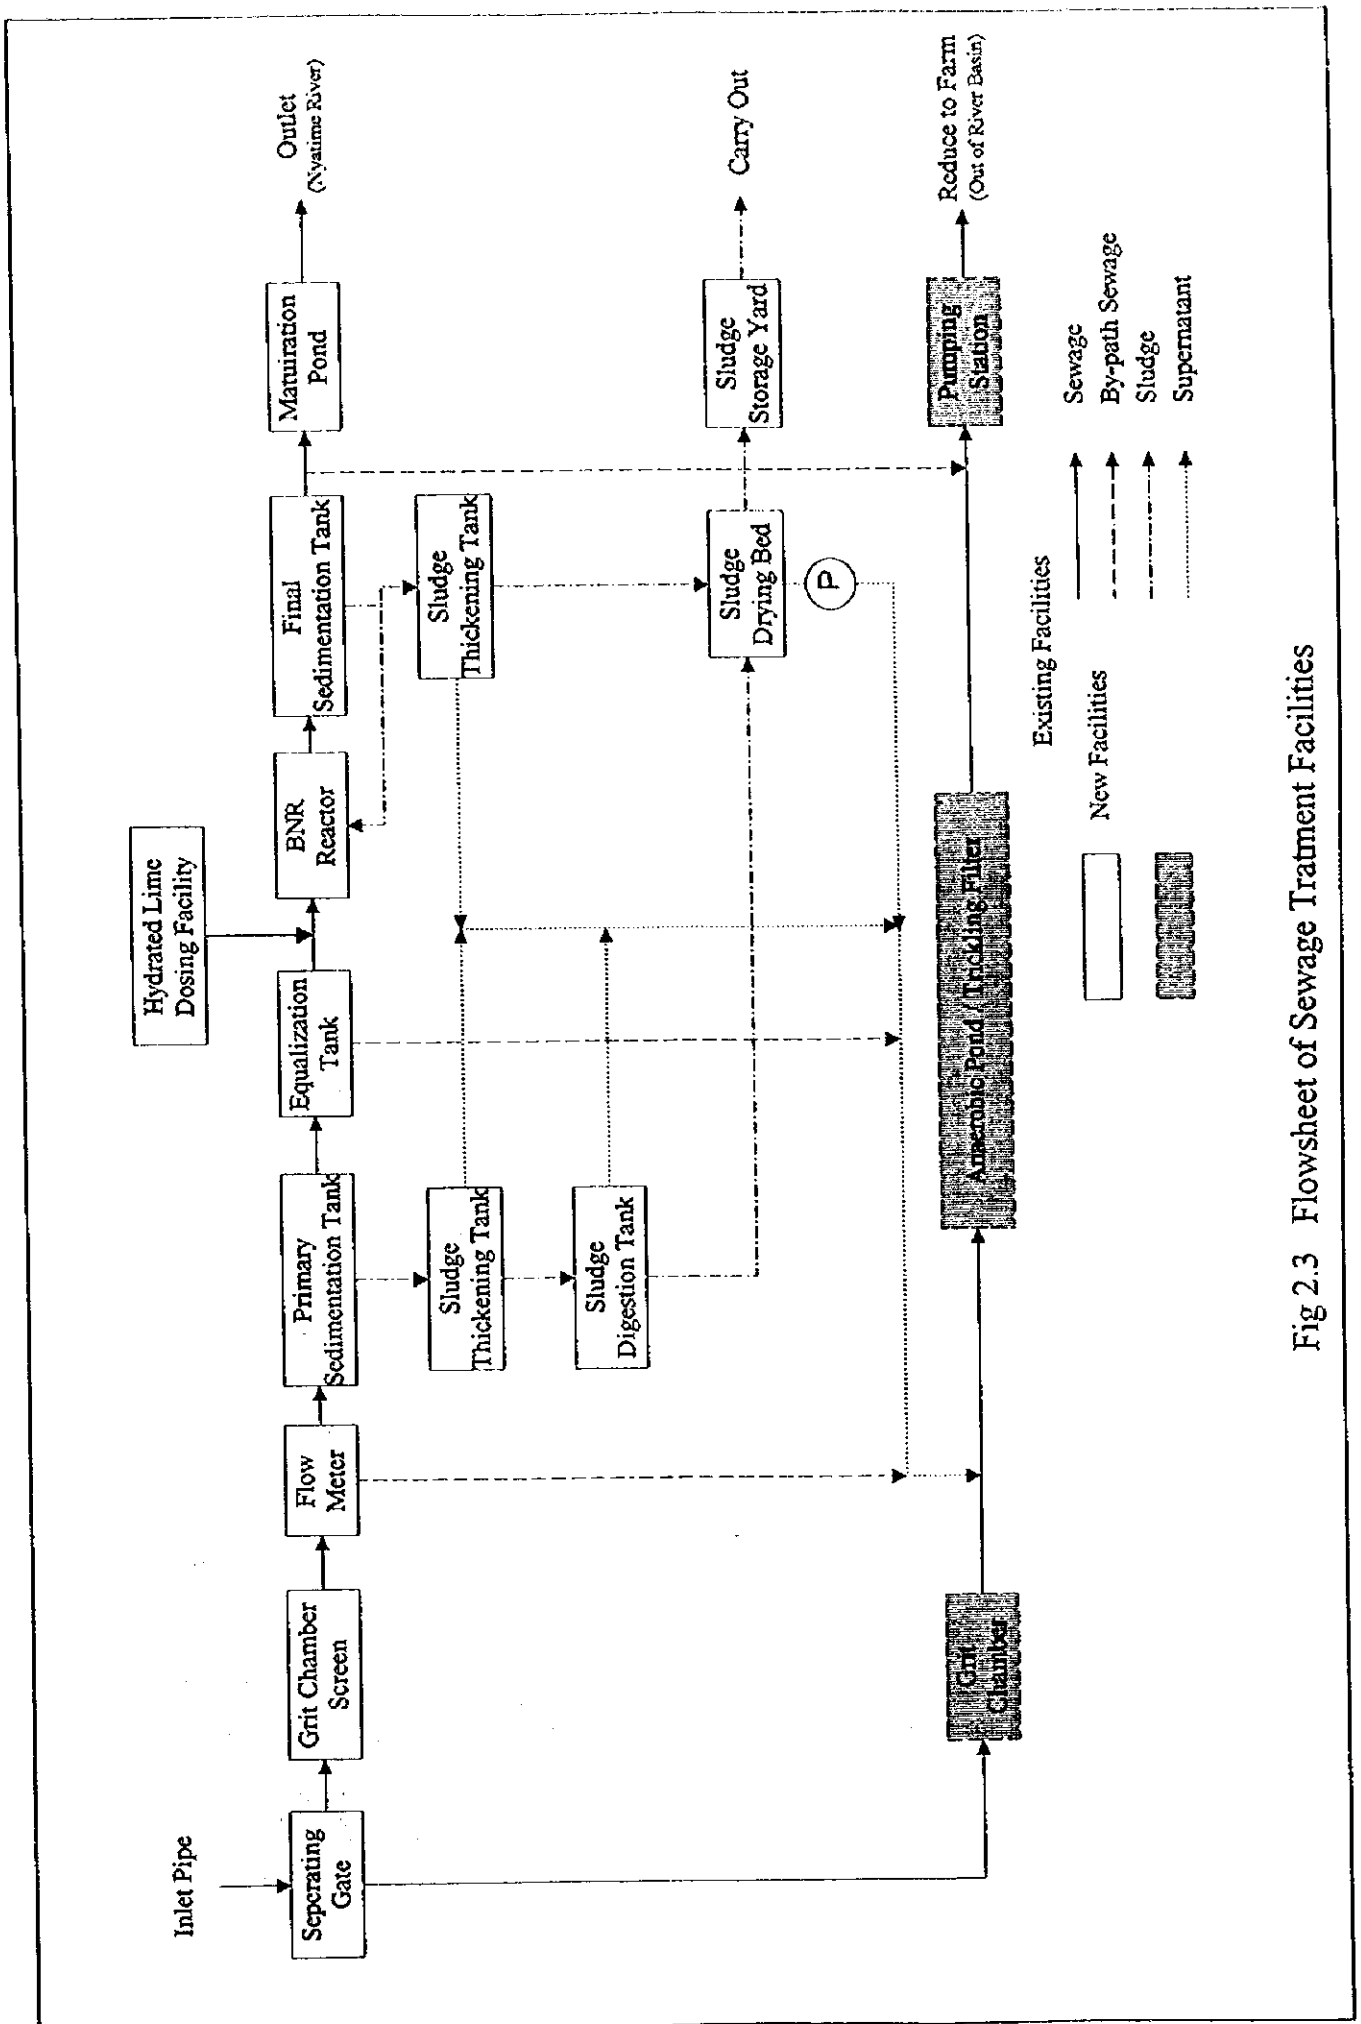 Inlet Pipe
Seperating
Gate
Grit Chamber
Screen
Flow
Meter
Primary
Sedimentation Tank
Equalization
Tank
Hydrated Lime
Dosing Facility
BNR
Reactor
Final
Sedimentation Tank
Maturation
Pond
Outlet
(Nyatime River)
Sludge
Thickening Tank
Sludge
Digestion Tank
Sludge
Thickening Tank
Sludge
Drying Bed
P
Sludge
Storage Yard
Carry Out
Grit
Chamber
Anaerobic Pond / Trickling Filter
Pumping
Station
Reduce to Farm
(Out of River Basin)
Existing Facilities
New Facilities
Sewage
By-path Sewage
Sludge
Supernatant
Fig 2.3 Flowsheet of Sewage Tratment Facilities